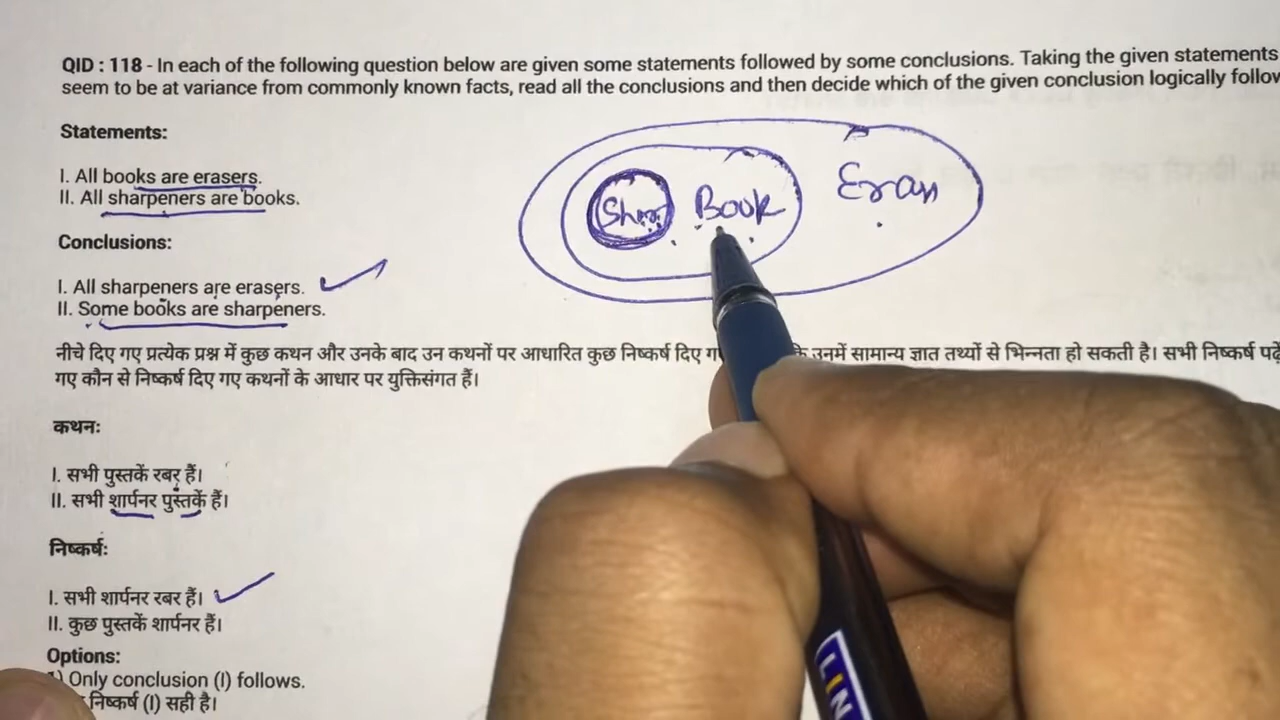 QID : 118 - In each of the following question below are given some statements followed by some conclusions. Taking the given statements
seem to be at variance from commonly known facts, read all the conclusions and then decide which of the given conclusion logically follow
Statements:
I. All books are erasers.
II. All sharpeners are books.
Shar Book
Conclusions:
I. All sharpeners are erasers.
II. Some books are sharpeners.
नीचे दिए गए प्रत्येक प्रश्न में कुछ कथन और उनके बाद उन कथनों पर आधारित कुछ निष्कर्ष दिए उनमें सामान्य ज्ञात तथ्यों से भिन्नता हो सकती है। सभी निष्कर्ष
गए कौन से निष्कर्ष दिए गए कथनों के आधार पर युक्तिसंगत हैं।
कथन:
I. सभी पुस्तकें रबर हैं।
II. सभी शार्पनर पुस्तकें हैं।
निष्कर्ष:
I. सभी शार्पनर रबर हैं।
II. कुछ पुस्तकें शार्पनर हैं।
Options:
1) Only conclusion (I) follows.
निष्कर्ष (I) सही है।
LIN